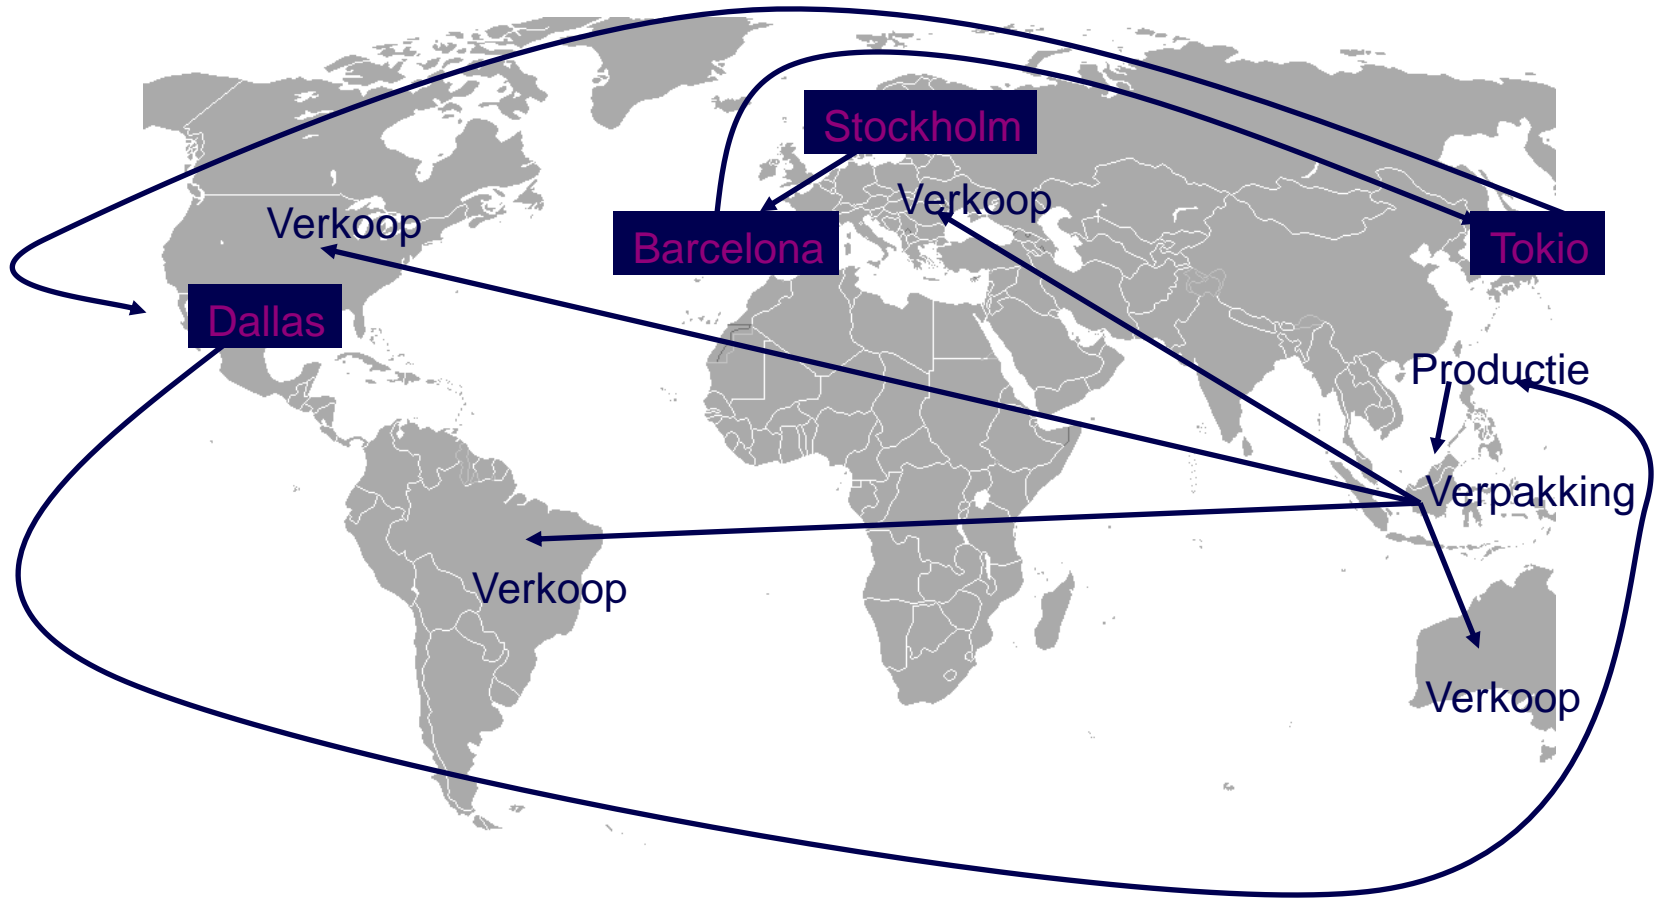 Stockholm
Verkoop
Verkoop
Barcelona
Tokio
Dallas
Productie
Verpakking
Verkoop
Verkoop